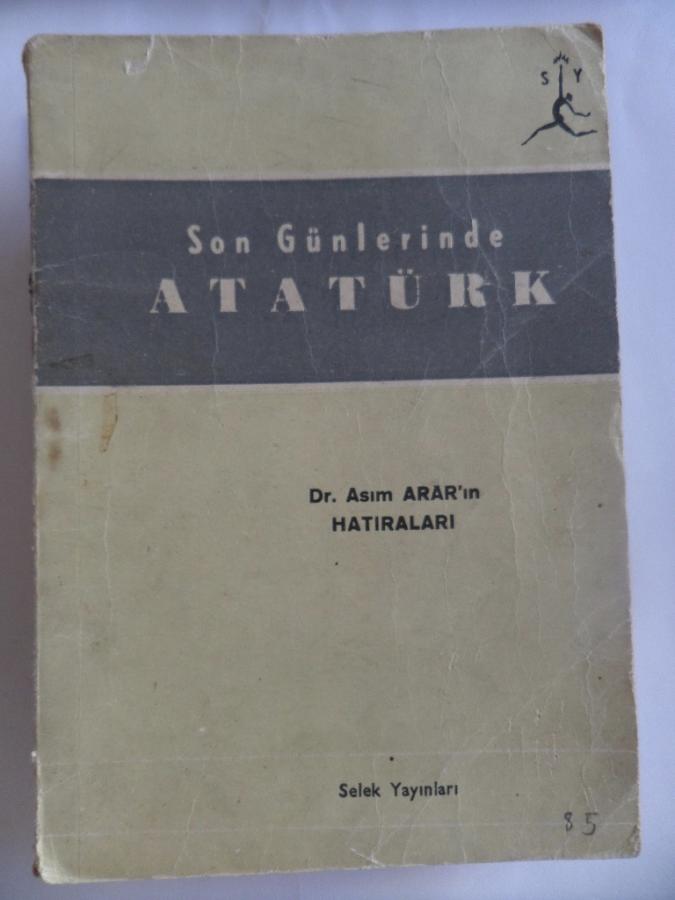 S Y
Son Günlerinde
ATATÜRK
Dr. Asım ARAR'ın
HATIRALARI
Selek Yayınları
85